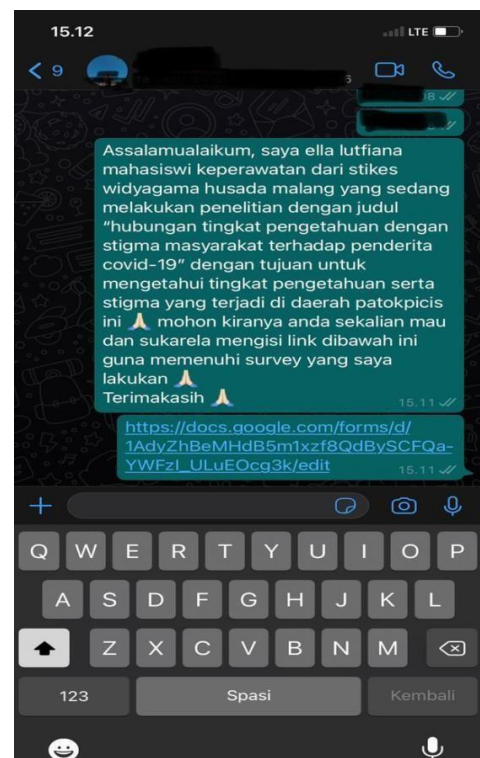 15.12
LTE
9
Assalamualaikum, saya ella lutfiana
mahasiswi keperawatan dari stikes
widyagama husada malang yang sedang
melakukan penelitian dengan judul
“hubungan tingkat pengetahuan dengan
stigma masyarakat terhadap penderita
covid-19” dengan tujuan untuk
mengetahui tingkat pengetahuan serta
stigma yang terjadi di daerah patokpicis
ini 🙏🏻 mohon kiranya anda sekalian mau
dan sukarela mengisi link dibawah ini
guna memenuhi survey yang saya
lakukan 🙏🏻
Terimakasih 🙏🏻
15.11
https://docs.google.com/forms/d/
1AdyZhBeMHdB5m1xzf8QdBySCFQa-
YWFzI_ULuEOcg3k/edit
15.11
Q W E R T Y U I O P
A S D F G H J K L
Z X C V B N M
123 Spasi Kembali